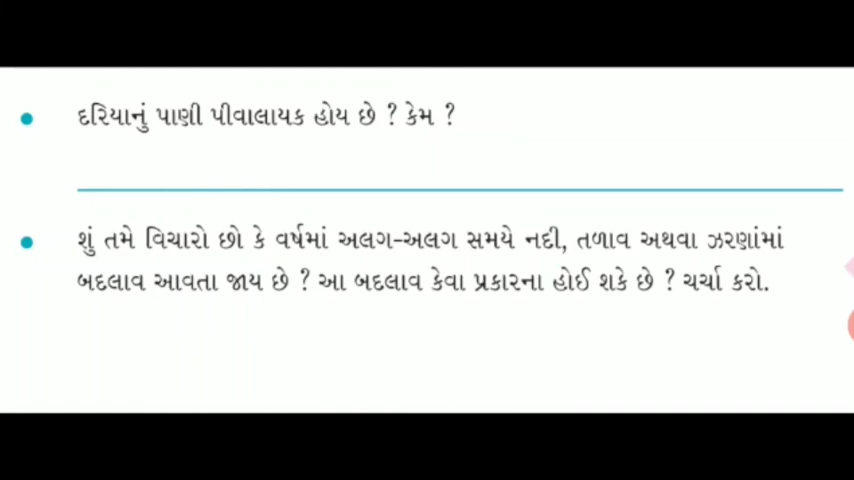 દરિયાનું પાણી પીવાલાયક હોય છે ? કેમ ?
શું તમે વિચારો છો કે વર્ષમાં અલગ-અલગ સમયે નદી, તળાવ અથવા ઝરણાંમાં
બદલાવ આવતા જાય છે ? આ બદલાવ કેવા પ્રકારના હોઈ શકે છે ? ચર્ચા કરો.